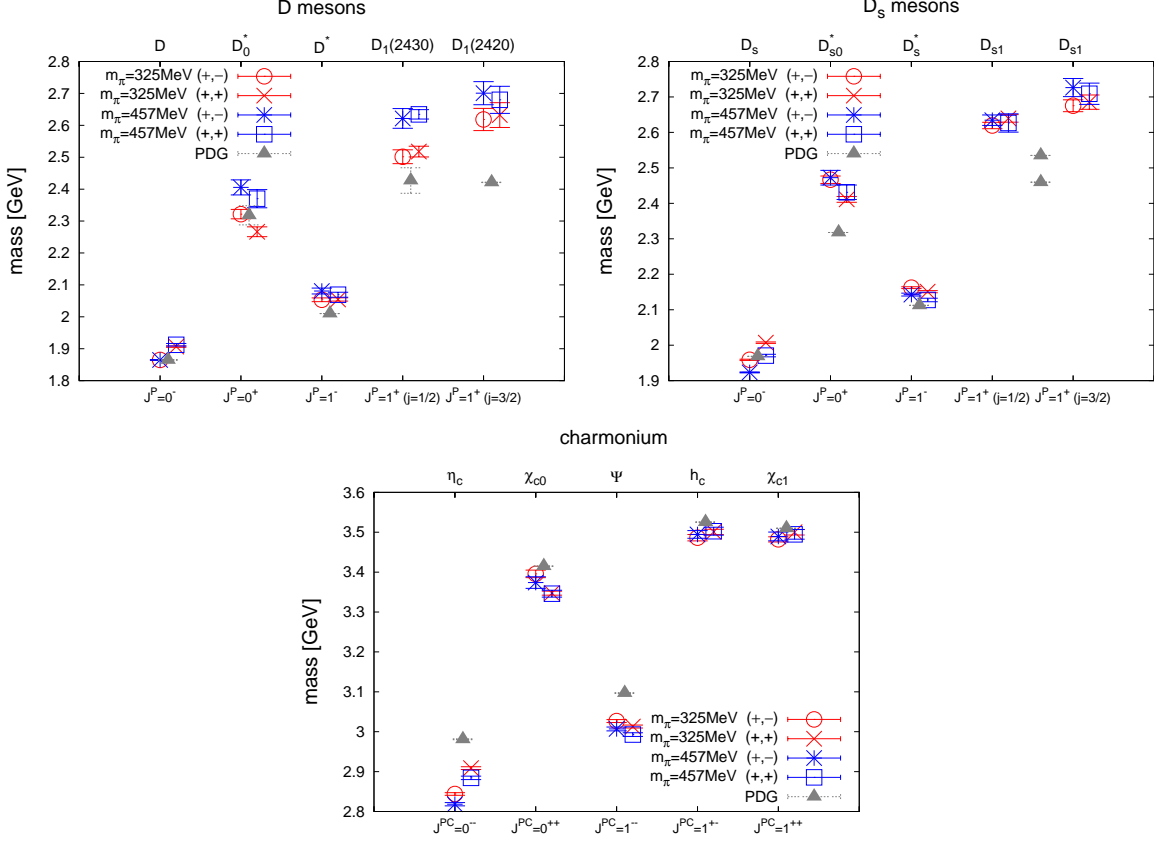 D mesons
D D₀* D* D₁(2430) D₁(2420)
2.8
2.7
2.6
2.5
2.4
2.3
2.2
2.1
2
1.9
1.8
mass [GeV]
mπ=325MeV (+,−)
mπ=325MeV (+,+)
mπ=457MeV (+,−)
mπ=457MeV (+,+)
PDG
Jᴾ=0⁻ Jᴾ=0⁺ Jᴾ=1⁻ Jᴾ=1⁺ (j=1/2) Jᴾ=1⁺ (j=3/2)
Dₛ mesons
Dₛ Dₛ₀* Dₛ* Dₛ₁ Dₛ₁
2.8
2.7
2.6
2.5
2.4
2.3
2.2
2.1
2
1.9
mass [GeV]
mπ=325MeV (+,−)
mπ=325MeV (+,+)
mπ=457MeV (+,−)
mπ=457MeV (+,+)
PDG
Jᴾ=0⁻ Jᴾ=0⁺ Jᴾ=1⁻ Jᴾ=1⁺ (j=1/2) Jᴾ=1⁺ (j=3/2)
charmonium
η_c χ_c0 Ψ h_c χ_c1
3.6
3.5
3.4
3.3
3.2
3.1
3
2.9
2.8
mass [GeV]
mπ=325MeV (+,−)
mπ=325MeV (+,+)
mπ=457MeV (+,−)
mπ=457MeV (+,+)
PDG
Jᴾᶜ=0⁻⁻ Jᴾᶜ=0⁺⁺ Jᴾᶜ=1⁻⁻ Jᴾᶜ=1⁺⁻ Jᴾᶜ=1⁺⁺